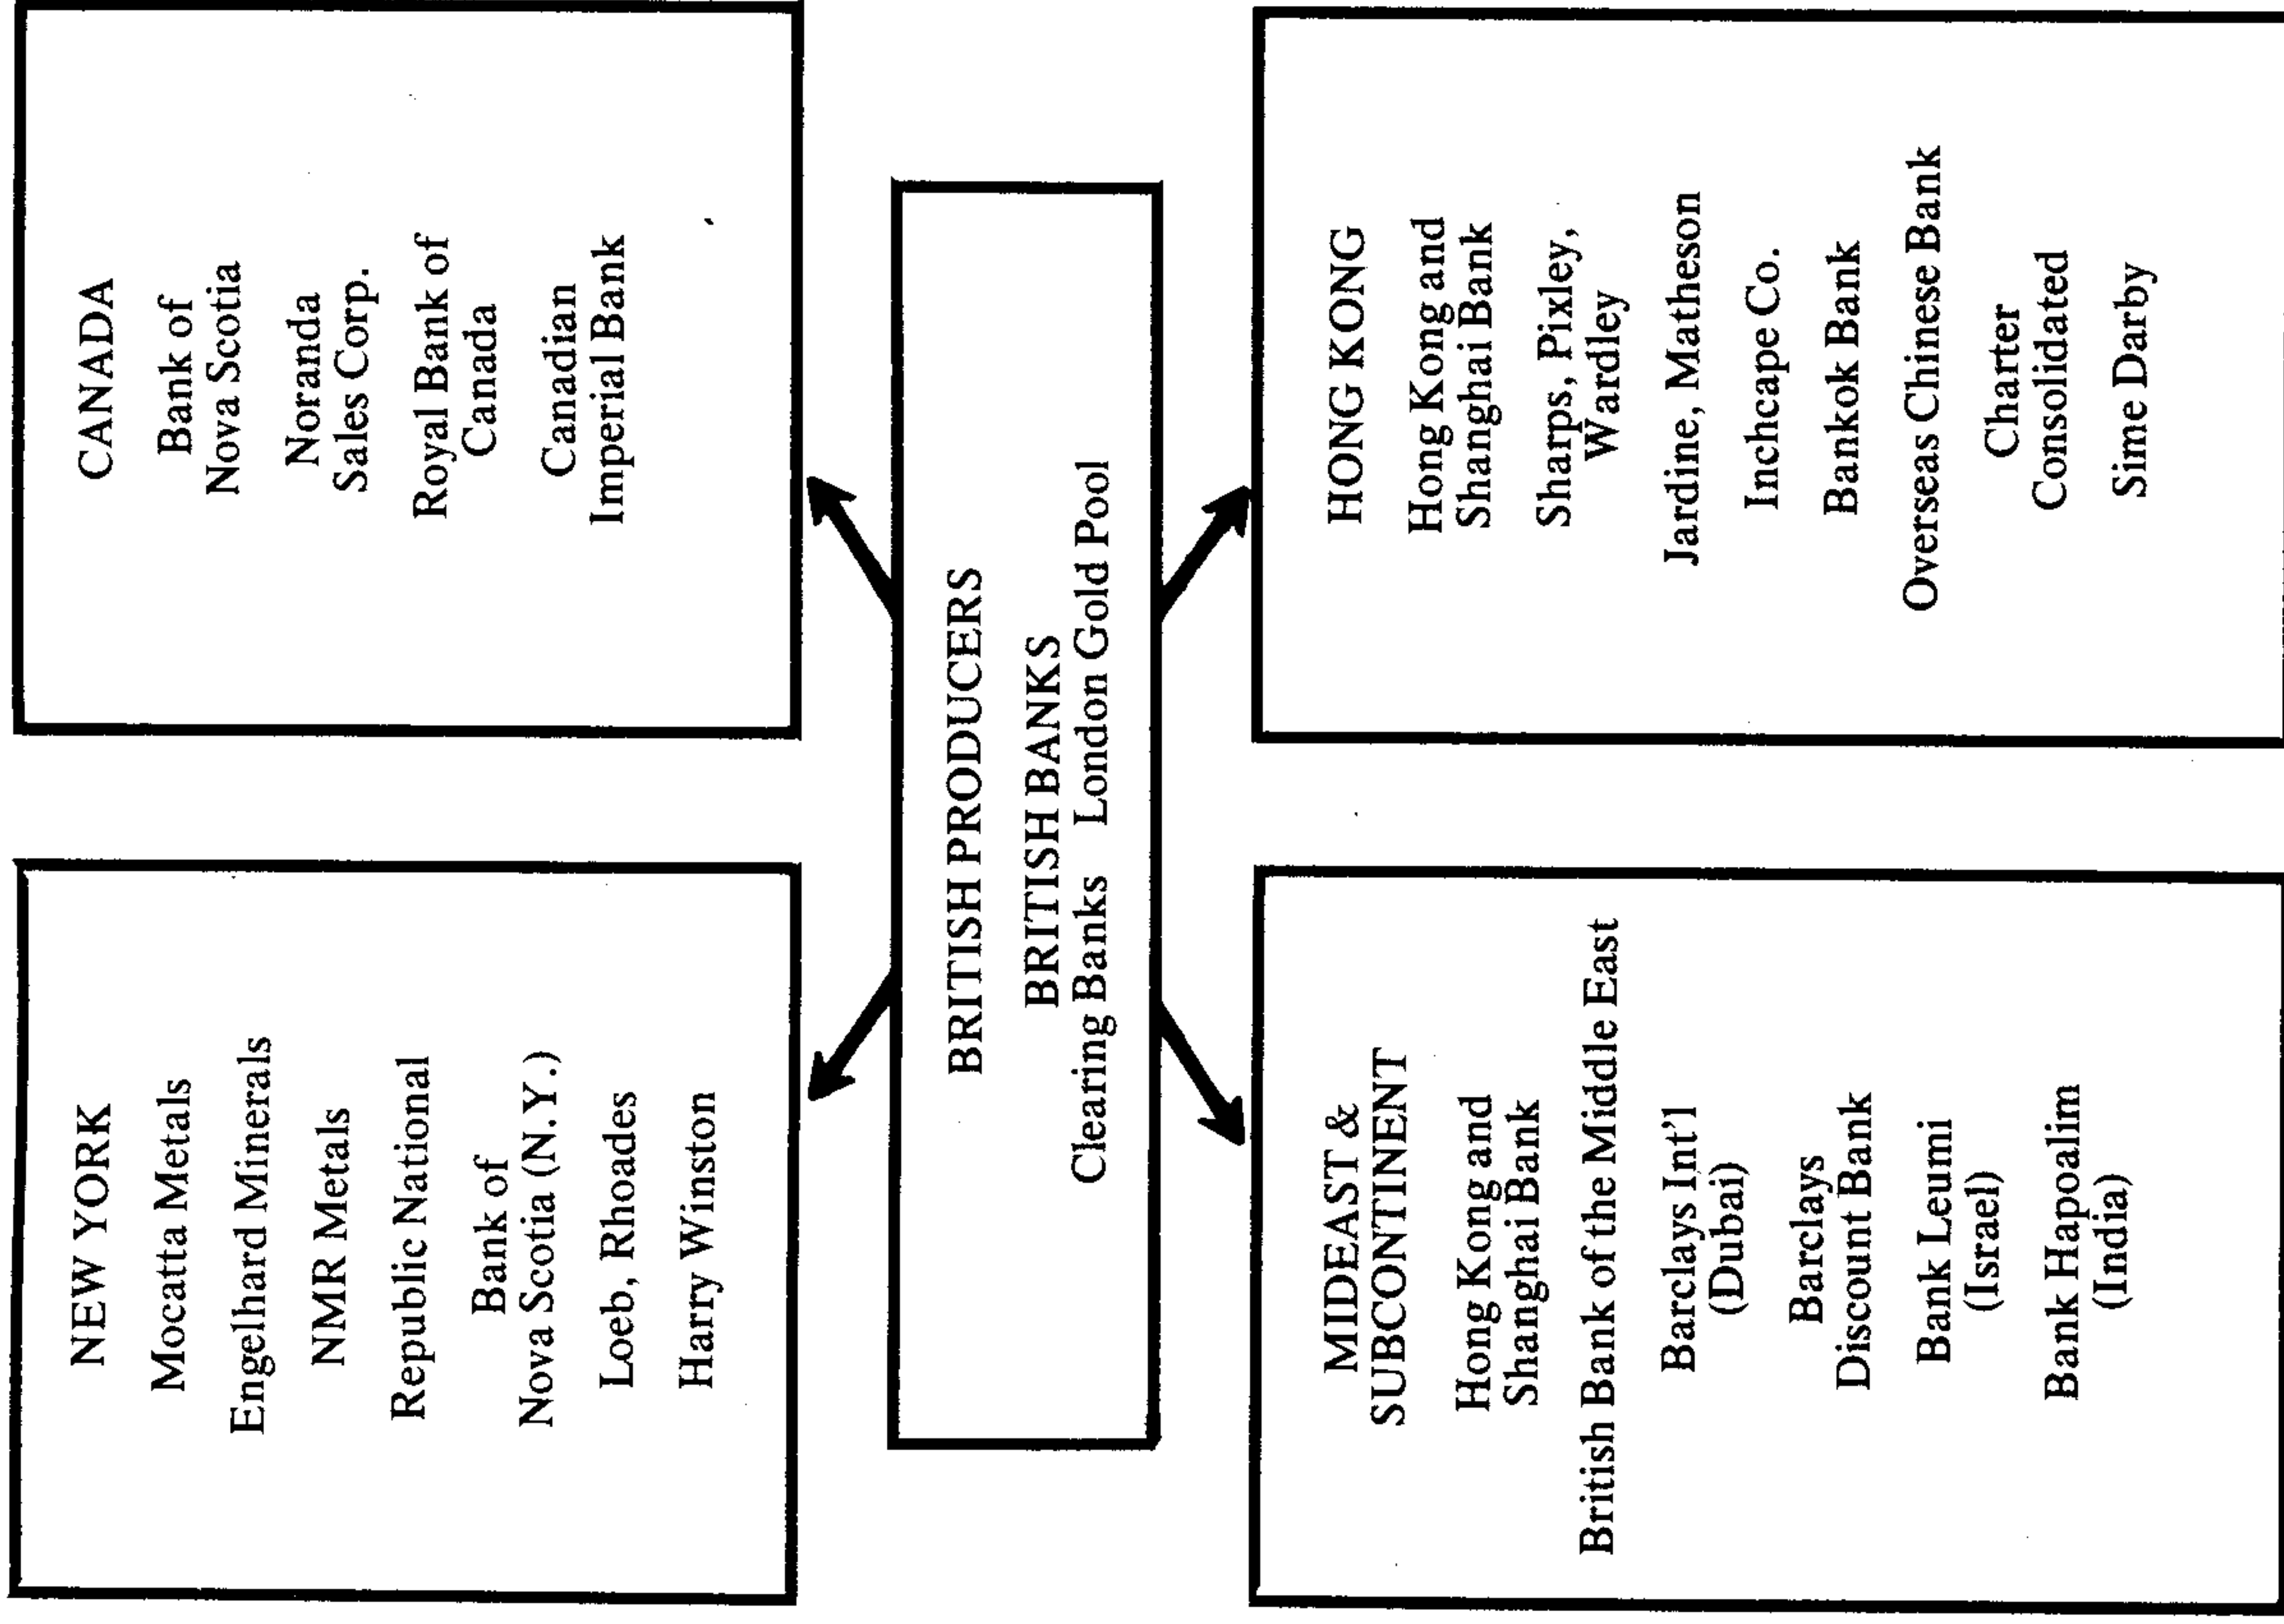 NEW YORK
Mocatta Metals
Engelhard Minerals
NMR Metals
Republic National
Bank of
Nova Scotia (N.Y.)
Loeb, Rhoades
Harry Winston
CANADA
Bank of
Nova Scotia
Noranda
Sales Corp.
Royal Bank of
Canada
Canadian
Imperial Bank
BRITISH PRODUCERS
BRITISH BANKS
Clearing Banks London Gold Pool
MIDEAST &
SUBCONTINENT
Hong Kong and
Shanghai Bank
British Bank of the Middle East
Barclays Int'l
(Dubai)
Barclays
Discount Bank
Bank Leumi
(Israel)
Bank Hapoalim
(India)
HONG KONG
Hong Kong and
Shanghai Bank
Sharps, Pixley,
Wardley
Jardine, Matheson
Inchcape Co.
Bankok Bank
Overseas Chinese Bank
Charter
Consolidated
Sime Darby